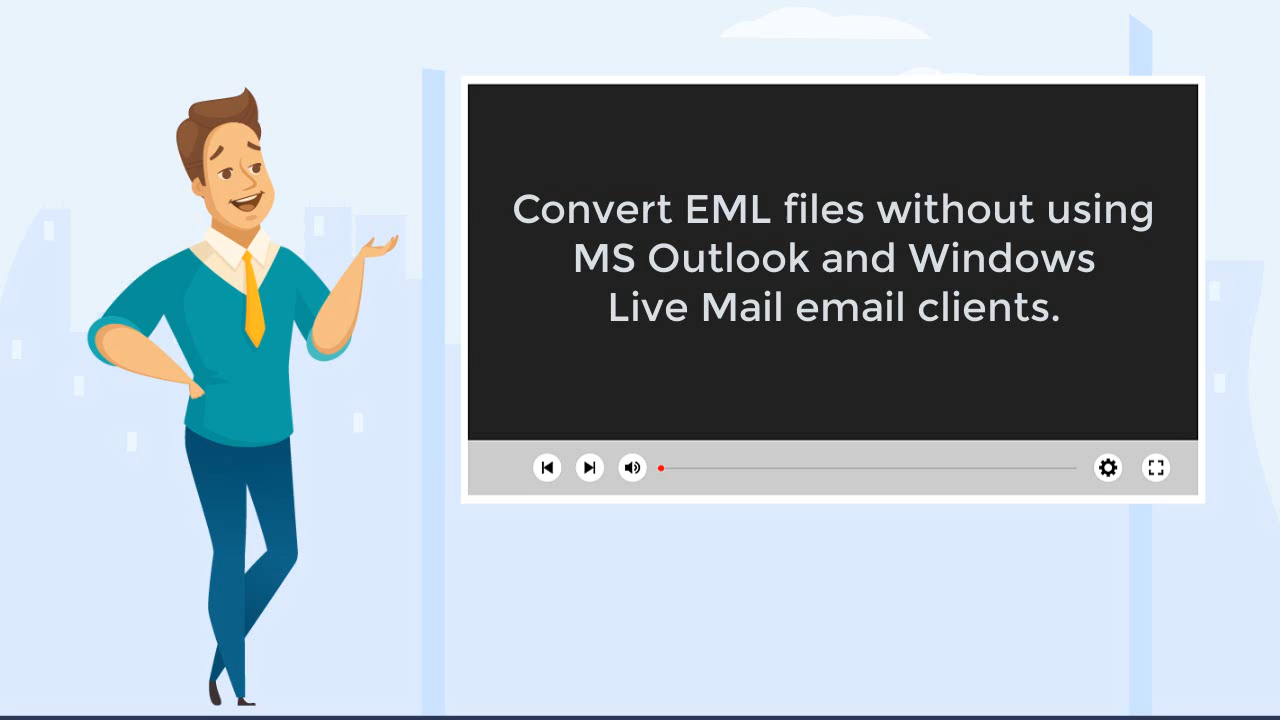 Convert EML files without using
MS Outlook and Windows
Live Mail email clients.